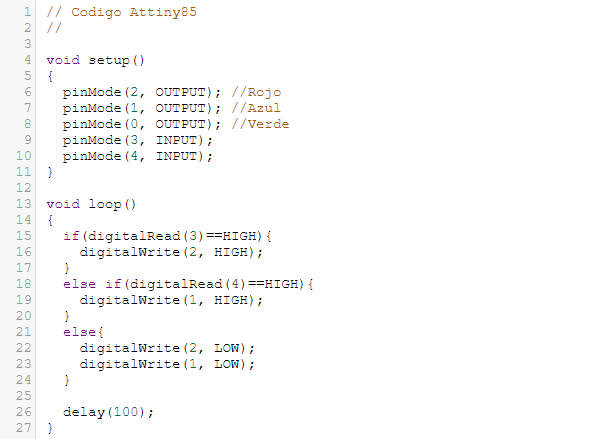 1 // Codigo Attiny85
2 //
3
4 void setup()
5 {
6   pinMode(2, OUTPUT); //Rojo
7   pinMode(1, OUTPUT); //Azul
8   pinMode(0, OUTPUT); //Verde
9   pinMode(3, INPUT);
10   pinMode(4, INPUT);
11 }
12
13 void loop()
14 {
15   if(digitalRead(3)==HIGH){
16     digitalWrite(2, HIGH);
17   }
18   else if(digitalRead(4)==HIGH){
19     digitalWrite(1, HIGH);
20   }
21   else{
22     digitalWrite(2, LOW);
23     digitalWrite(1, LOW);
24   }
25
26   delay(100);
27 }